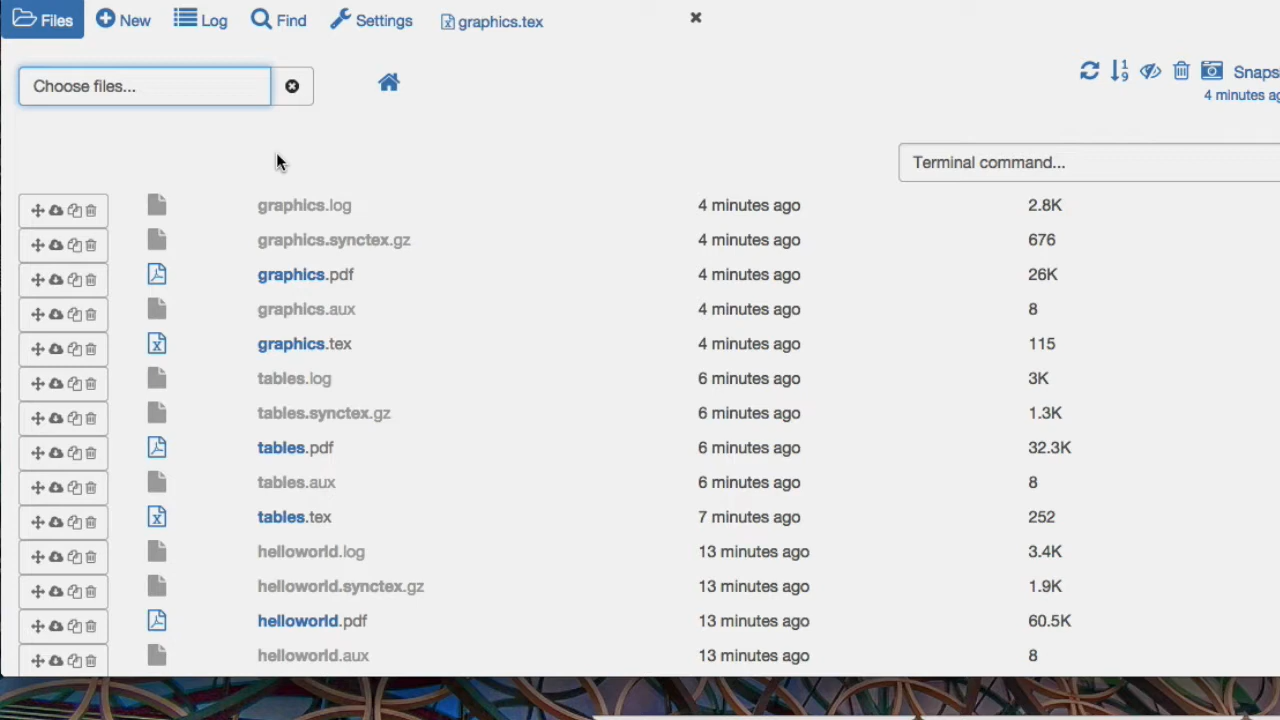 Files New Log Find Settings graphics.tex
Choose files...
Snaps
4 minutes ag
Terminal command...
graphics.log 4 minutes ago 2.8K
graphics.synctex.gz 4 minutes ago 676
graphics.pdf 4 minutes ago 26K
graphics.aux 4 minutes ago 8
graphics.tex 4 minutes ago 115
tables.log 6 minutes ago 3K
tables.synctex.gz 6 minutes ago 1.3K
tables.pdf 6 minutes ago 32.3K
tables.aux 6 minutes ago 8
tables.tex 7 minutes ago 252
helloworld.log 13 minutes ago 3.4K
helloworld.synctex.gz 13 minutes ago 1.9K
helloworld.pdf 13 minutes ago 60.5K
helloworld.aux 13 minutes ago 8